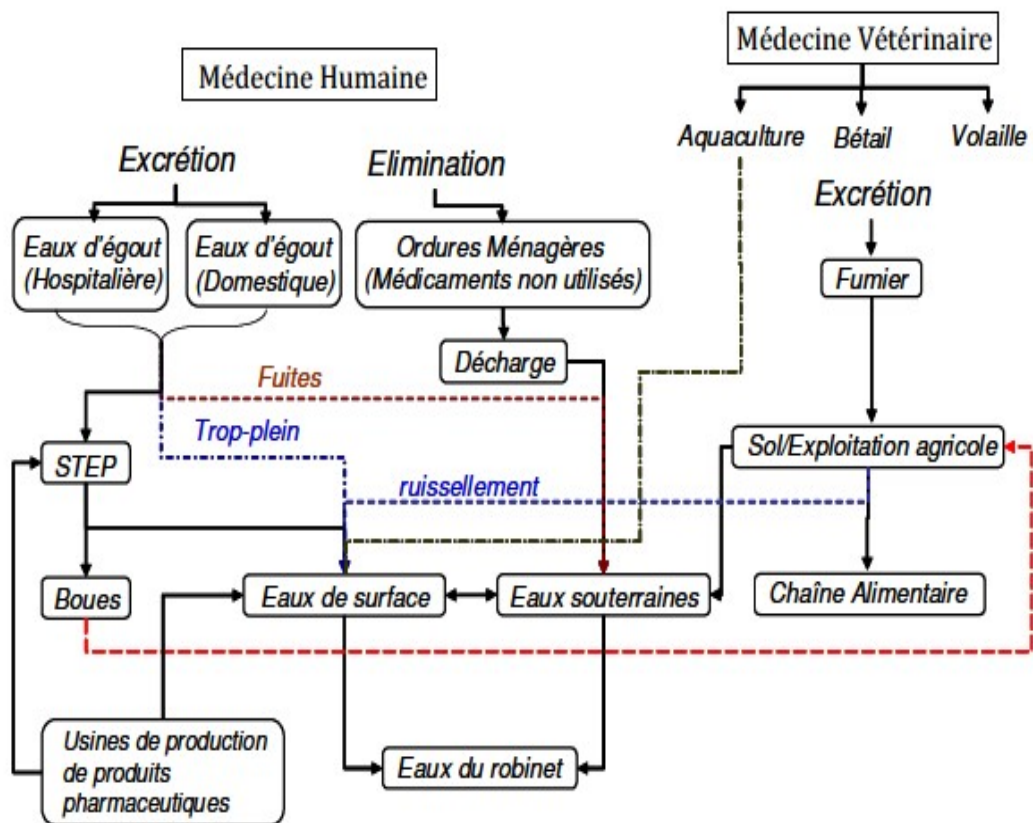 Médecine Vétérinaire
Médecine Humaine
Aquaculture
Bétail
Volaille
Excrétion
Elimination
Excrétion
Eaux d'égout
(Hospitalière)
Eaux d'égout
(Domestique)
Ordures Ménagères
(Médicaments non utilisés)
Fumier
Décharge
Fuites
Trop-plein
STEP
Sol/Exploitation agricole
ruissellement
Boues
Eaux de surface
Eaux souterraines
Chaîne Alimentaire
Usines de production
de produits
pharmaceutiques
Eaux du robinet